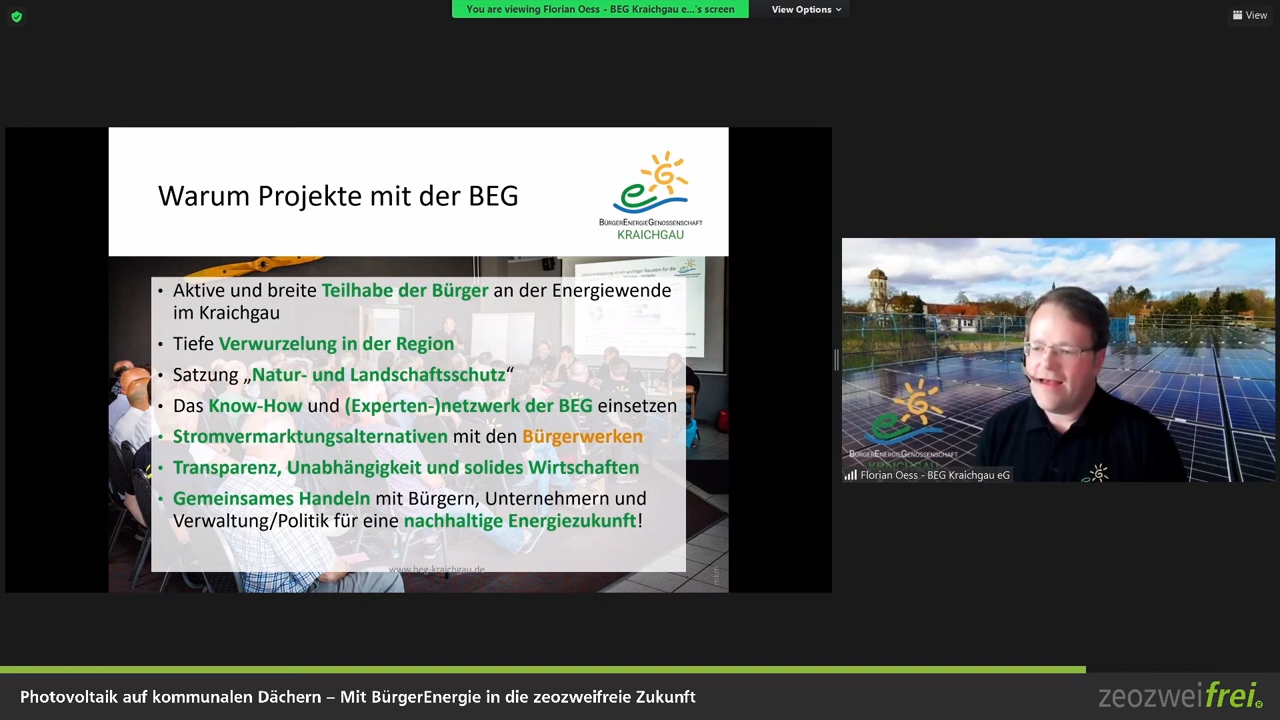 You are viewing Florian Oess - BEG Kraichgau e...'s screen
View Options
View
Warum Projekte mit der BEG
BÜRGERENERGIEGENOSSENSCHAFT
KRAICHGAU
• Aktive und breite Teilhabe der Bürger an der Energiewende
im Kraichgau
• Tiefe Verwurzelung in der Region
• Satzung „Natur- und Landschaftsschutz“
• Das Know-How und (Experten-)netzwerk der BEG einsetzen
• Stromvermarktungsalternativen mit den Bürgerwerken
• Transparenz, Unabhängigkeit und solides Wirtschaften
• Gemeinsames Handeln mit Bürgern, Unternehmern und
Verwaltung/Politik für eine nachhaltige Energiezukunft!
www.beg-kraichgau.de
BÜRGERENERGIEGENOSSENSCHAFT
KRAICHGAU
Florian Oess - BEG Kraichgau eG
Photovoltaik auf kommunalen Dächern – Mit BürgerEnergie in die zeozweifreie Zukunft
zeozweifrei.